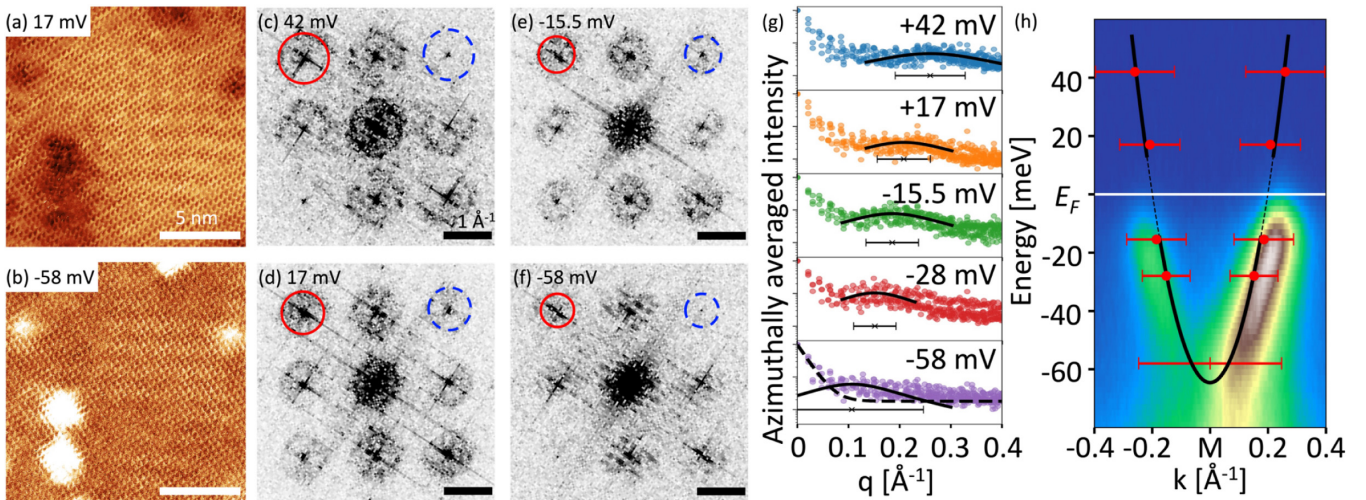 (a) 17 mV
5 nm
(b) -58 mV
(c) 42 mV
1 Å⁻¹
(d) 17 mV
(e) -15.5 mV
(f) -58 mV
(g)
+42 mV
+17 mV
-15.5 mV
-28 mV
-58 mV
Azimuthally averaged intensity
0 0.1 0.2 0.3 0.4
q [Å⁻¹]
(h)
40
20
E_F
-20
-40
-60
Energy [meV]
-0.4 -0.2 M 0.2 0.4
k [Å⁻¹]